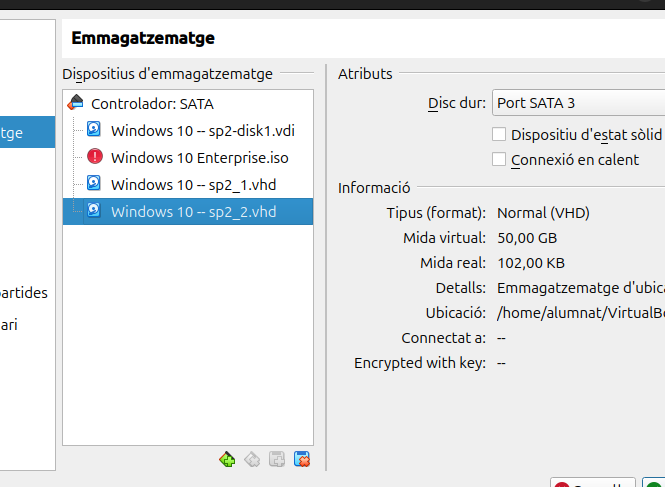 Emmagatzematge
Dispositius d'emmagatzematge
Controlador: SATA
Windows 10 -- sp2-disk1.vdi
Windows 10 Enterprise.iso
Windows 10 -- sp2_1.vhd
Windows 10 -- sp2_2.vhd
tge
partides
ari
Atributs
Disc dur: Port SATA 3
Dispositiu d'estat sòlid
Connexió en calent
Informació
Tipus (format): Normal (VHD)
Mida virtual: 50,00 GB
Mida real: 102,00 KB
Detalls: Emmagatzematge d'ubica
Ubicació: /home/alumnat/VirtualBo
Connectat a: --
Encrypted with key: --